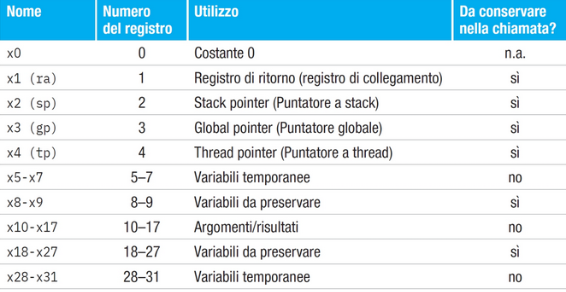 Nome Numero del registro Utilizzo Da conservare nella chiamata?
x0 0 Costante 0 n.a.
x1 (ra) 1 Registro di ritorno (registro di collegamento) sì
x2 (sp) 2 Stack pointer (Puntatore a stack) sì
x3 (gp) 3 Global pointer (Puntatore globale) sì
x4 (tp) 4 Thread pointer (Puntatore a thread) sì
x5-x7 5–7 Variabili temporanee no
x8-x9 8–9 Variabili da preservare sì
x10-x17 10–17 Argomenti/risultati no
x18-x27 18–27 Variabili da preservare sì
x28-x31 28–31 Variabili temporanee no